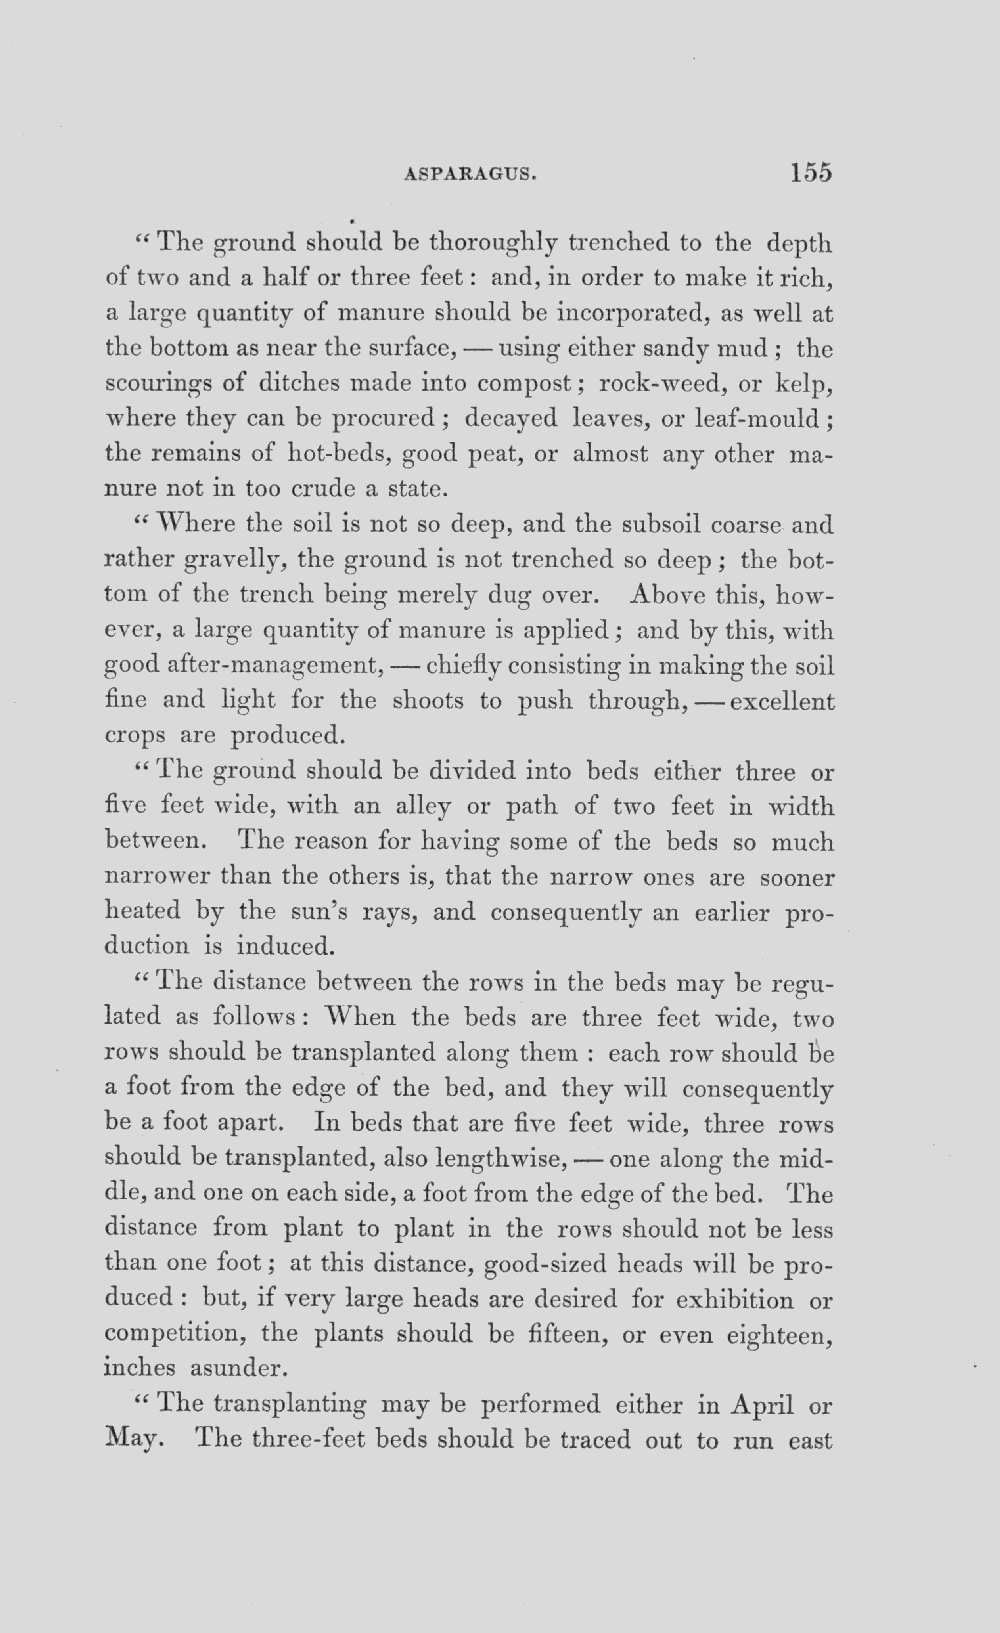 ASPARAGUS. 155
“The ground should be thoroughly trenched to the depth
of two and a half or three feet : and, in order to make it rich,
a large quantity of manure should be incorporated, as well at
the bottom as near the surface, — using either sandy mud ; the
scourings of ditches made into compost ; rock-weed, or kelp,
where they can be procured ; decayed leaves, or leaf-mould ;
the remains of hot-beds, good peat, or almost any other ma-
nure not in too crude a state.
“Where the soil is not so deep, and the subsoil coarse and
rather gravelly, the ground is not trenched so deep ; the bot-
tom of the trench being merely dug over. Above this, how-
ever, a large quantity of manure is applied ; and by this, with
good after-management, — chiefly consisting in making the soil
fine and light for the shoots to push through, — excellent
crops are produced.
“The ground should be divided into beds either three or
five feet wide, with an alley or path of two feet in width
between. The reason for having some of the beds so much
narrower than the others is, that the narrow ones are sooner
heated by the sun’s rays, and consequently an earlier pro-
duction is induced.
“The distance between the rows in the beds may be regu-
lated as follows : When the beds are three feet wide, two
rows should be transplanted along them : each row should be
a foot from the edge of the bed, and they will consequently
be a foot apart. In beds that are five feet wide, three rows
should be transplanted, also lengthwise, — one along the mid-
dle, and one on each side, a foot from the edge of the bed. The
distance from plant to plant in the rows should not be less
than one foot ; at this distance, good-sized heads will be pro-
duced : but, if very large heads are desired for exhibition or
competition, the plants should be fifteen, or even eighteen,
inches asunder.
“The transplanting may be performed either in April or
May. The three-feet beds should be traced out to run east